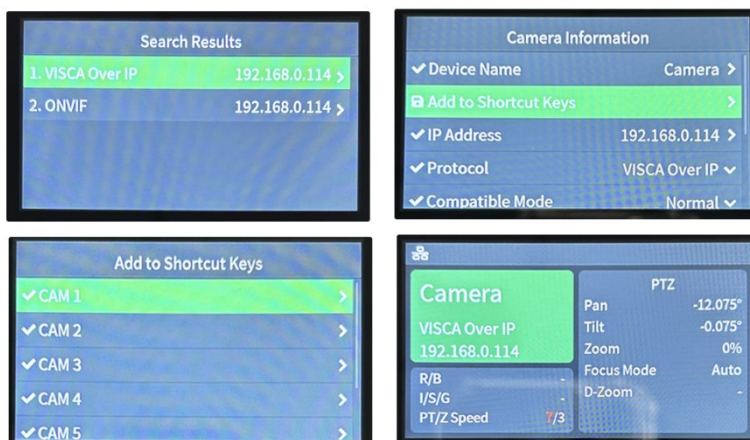 Search Results
1. VISCA Over IP 192.168.0.114 >
2. ONVIF 192.168.0.114 >
Camera Information
✓ Device Name Camera >
Add to Shortcut Keys >
✓ IP Address 192.168.0.114 >
✓ Protocol VISCA Over IP
✓ Compatible Mode Normal
Add to Shortcut Keys
✓ CAM 1 >
✓ CAM 2 >
✓ CAM 3 >
✓ CAM 4 >
✓ CAM 5
Camera
VISCA Over IP
192.168.0.114
R/B -
I/S/G -
PT/Z Speed 7/3
PTZ
Pan -12.075°
Tilt -0.075°
Zoom 0%
Focus Mode Auto
D-Zoom -